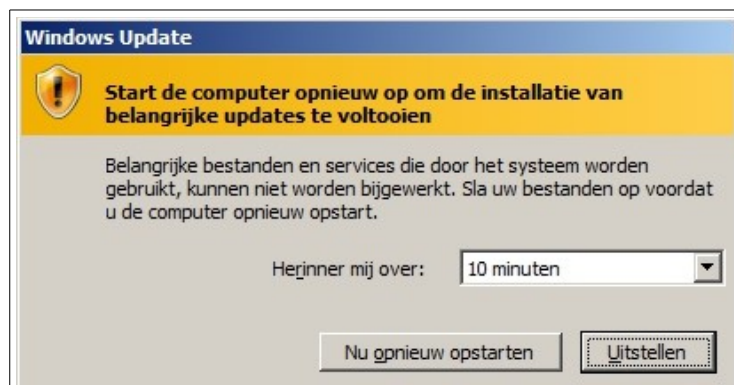 Windows Update
Start de computer opnieuw op om de installatie van
belangrijke updates te voltooien
Belangrijke bestanden en services die door het systeem worden
gebruikt, kunnen niet worden bijgewerkt. Sla uw bestanden op voordat
u de computer opnieuw opstart.
Herinner mij over: 10 minuten
Nu opnieuw opstarten Uitstellen